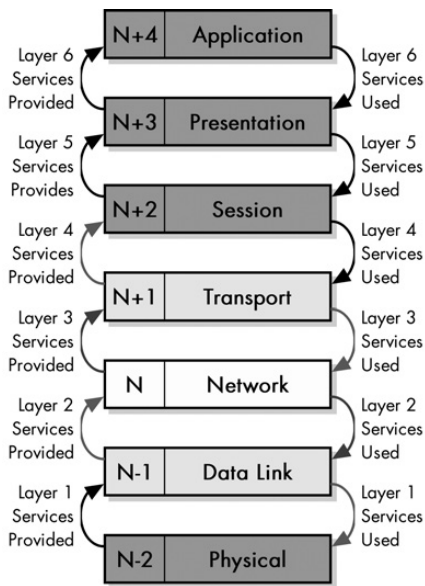 N+4 Application
Layer 6
Services
Provided
Layer 6
Services
Used
N+3 Presentation
Layer 5
Services
Provides
Layer 5
Services
Used
N+2 Session
Layer 4
Services
Provided
Layer 4
Services
Used
N+1 Transport
Layer 3
Services
Provided
Layer 3
Services
Used
N Network
Layer 2
Services
Provided
Layer 2
Services
Used
N-1 Data Link
Layer 1
Services
Provided
Layer 1
Services
Used
N-2 Physical